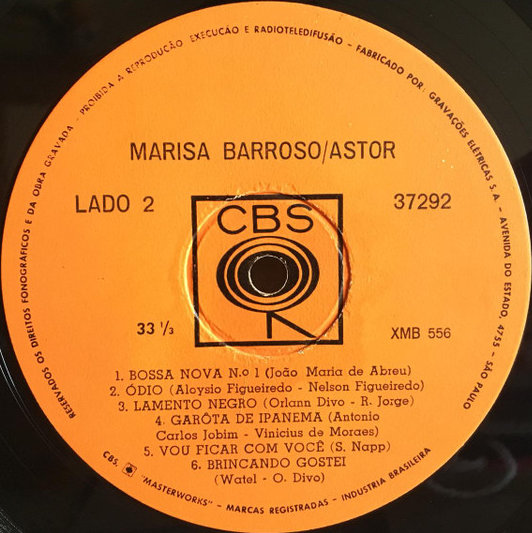 RESERVADOS OS DIREITOS FONOGRÁFICOS E DA OBRA GRAVADA - PROIBIDA A REPRODUCÃO EXECUCÃO E RADIOTELEDIFUSÃO - FABRICADO POR, GRAVAÇÕES ELÉTRICAS S.A. - AVENIDA DO ESTADO, 4755 - SÃO PAULO
MARISA BARROSO/ASTOR
LADO 2
37292
CBS
33 ⅓
XMB 556
1. BOSSA NOVA N.º 1 (João Maria de Abreu)
2. ÓDIO (Aloysio Figueiredo - Nelson Figueiredo)
3. LAMENTO NEGRO (Orlann Divo - R. Jorge)
4. GARÔTA DE IPANEMA (Antonio
Carlos Jobim - Vinicius de Moraes)
5. VOU FICAR COM VOCÊ (S. Napp)
6. BRINCANDO GOSTEI
(Watel - O. Divo)
CBS, "MASTERWORKS" - MARCAS REGISTRADAS - INDUSTRIA BRASILEIRA